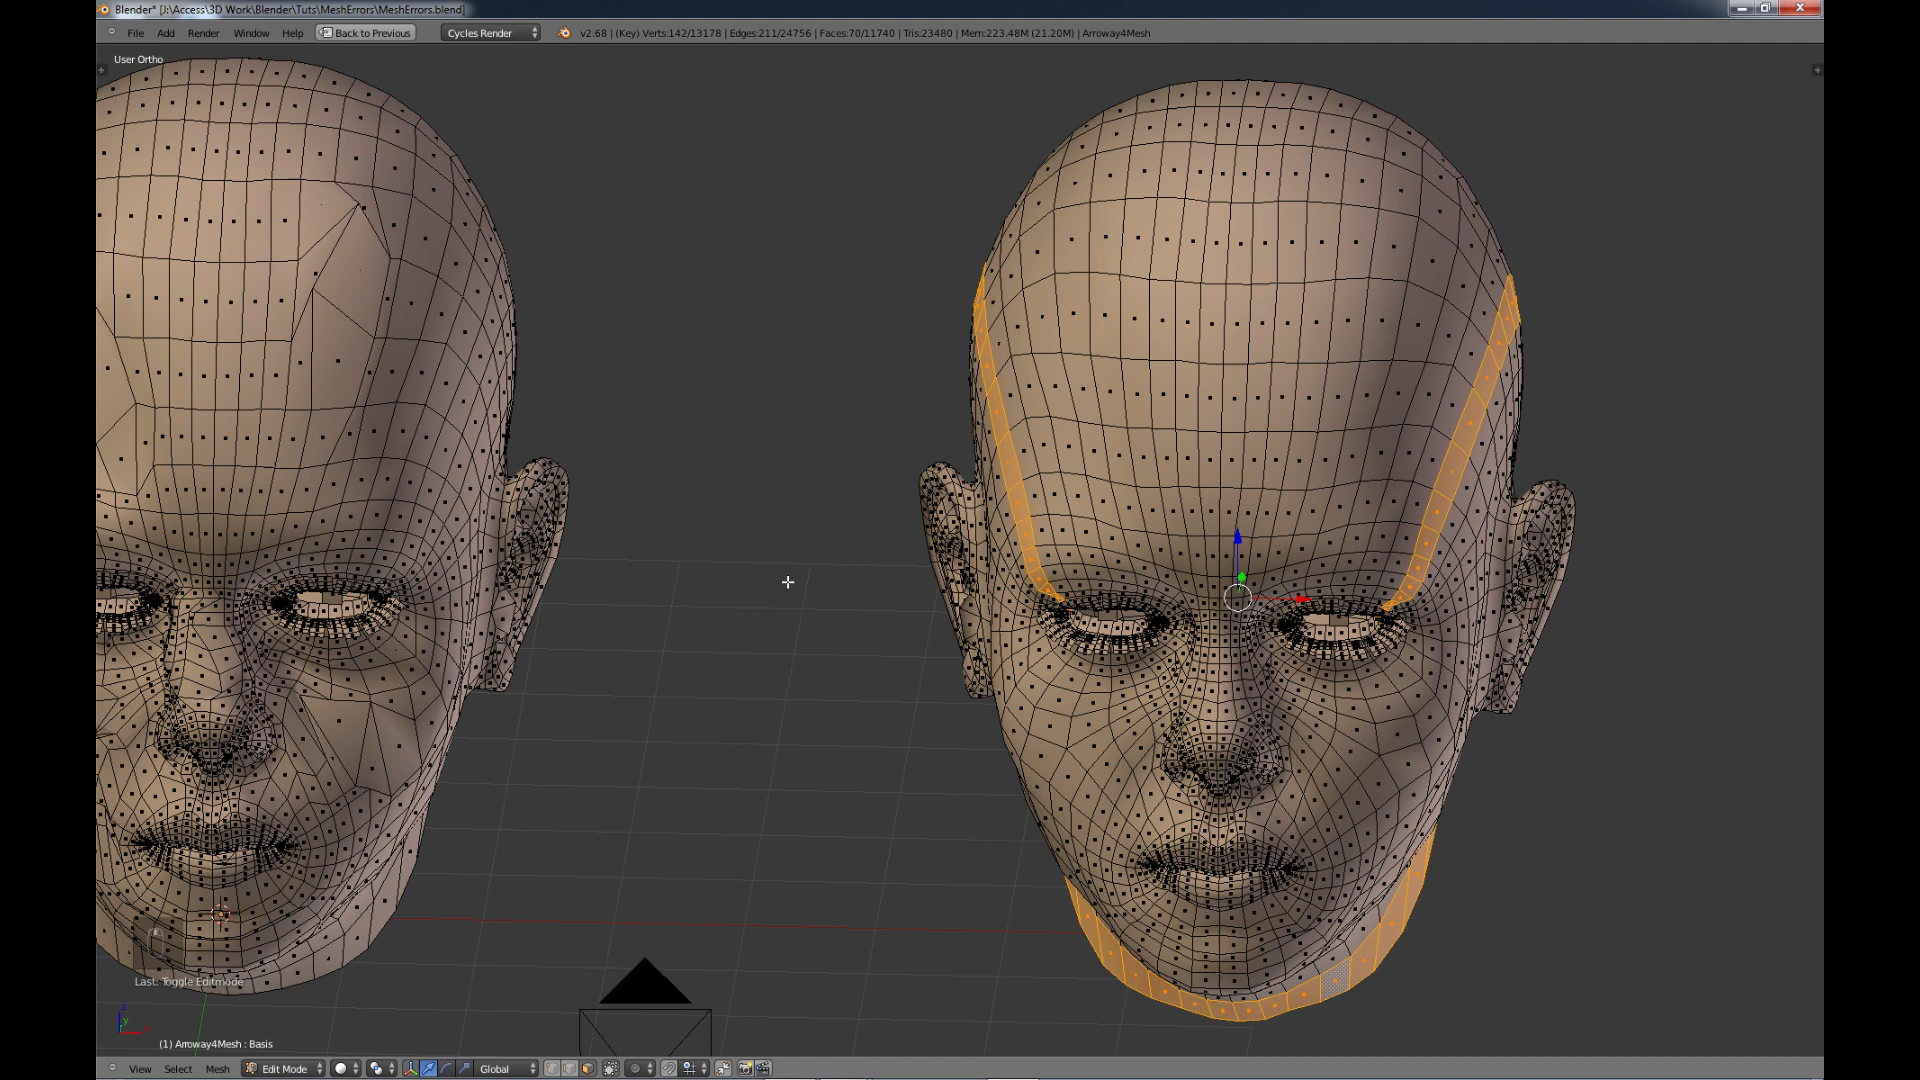 Blender* [J:\Access\3D Work\Blender\Tuts\MeshErrors\MeshErrors.blend]
File Add Render Window Help Back to Previous Cycles Render v2.68 | (Key) Verts:142/13178 | Edges:211/24756 | Faces:70/11740 | Tris:23480 | Mem:223.48M (21.20M) | Arroway4Mesh
User Ortho
Last: Toggle Editmode
z
y
x
(1) Arroway4Mesh : Basis
View Select Mesh Edit Mode Global